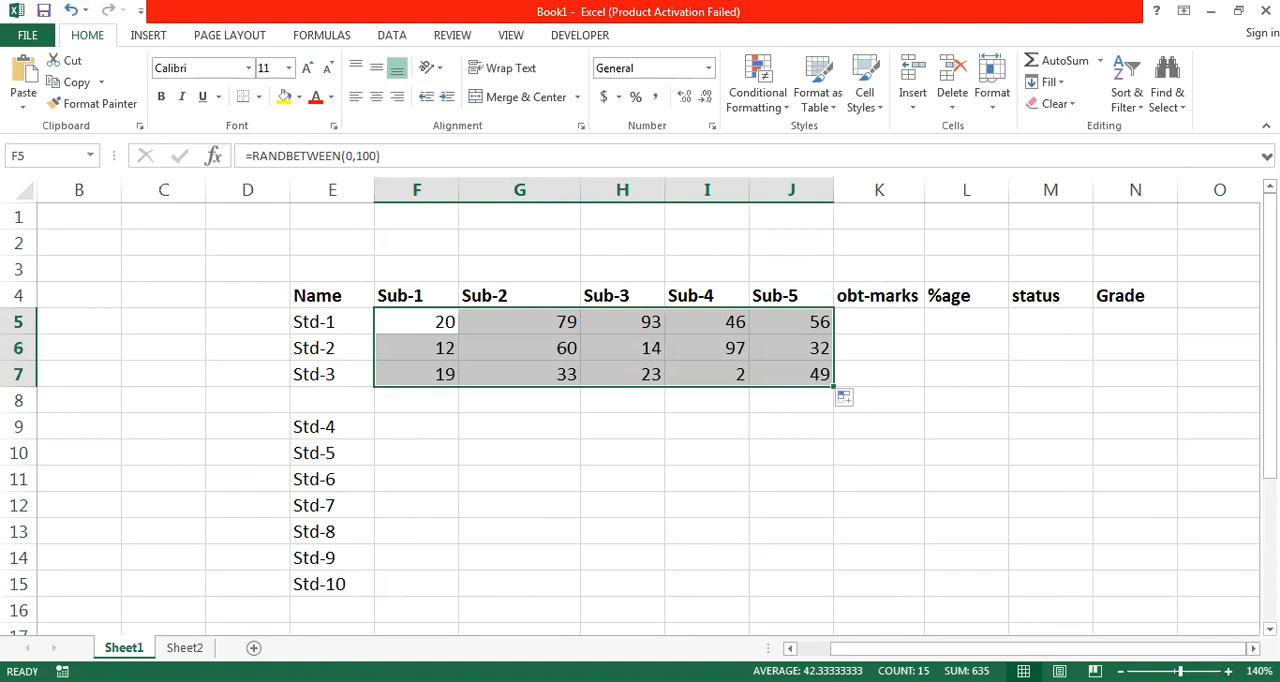 Book1 - Excel (Product Activation Failed)
FILE HOME INSERT PAGE LAYOUT FORMULAS DATA REVIEW VIEW DEVELOPER Sign in
Paste Cut Copy Format Painter Clipboard
Calibri 11 B I U A Font
Wrap Text Merge & Center Alignment
General $ % , Number
Conditional Formatting Format as Table Cell Styles Styles
Insert Delete Format Cells
AutoSum Fill Clear Sort & Filter Find & Select Editing
F5 fx =RANDBETWEEN(0,100)
B C D E F G H I J K L M N O
1
2
3
4 Name Sub-1 Sub-2 Sub-3 Sub-4 Sub-5 obt-marks %age status Grade
5 Std-1 20 79 93 46 56
6 Std-2 12 60 14 97 32
7 Std-3 19 33 23 2 49
8
9 Std-4
10 Std-5
11 Std-6
12 Std-7
13 Std-8
14 Std-9
15 Std-10
16
17
Sheet1 Sheet2
READY AVERAGE: 42.33333333 COUNT: 15 SUM: 635 140%